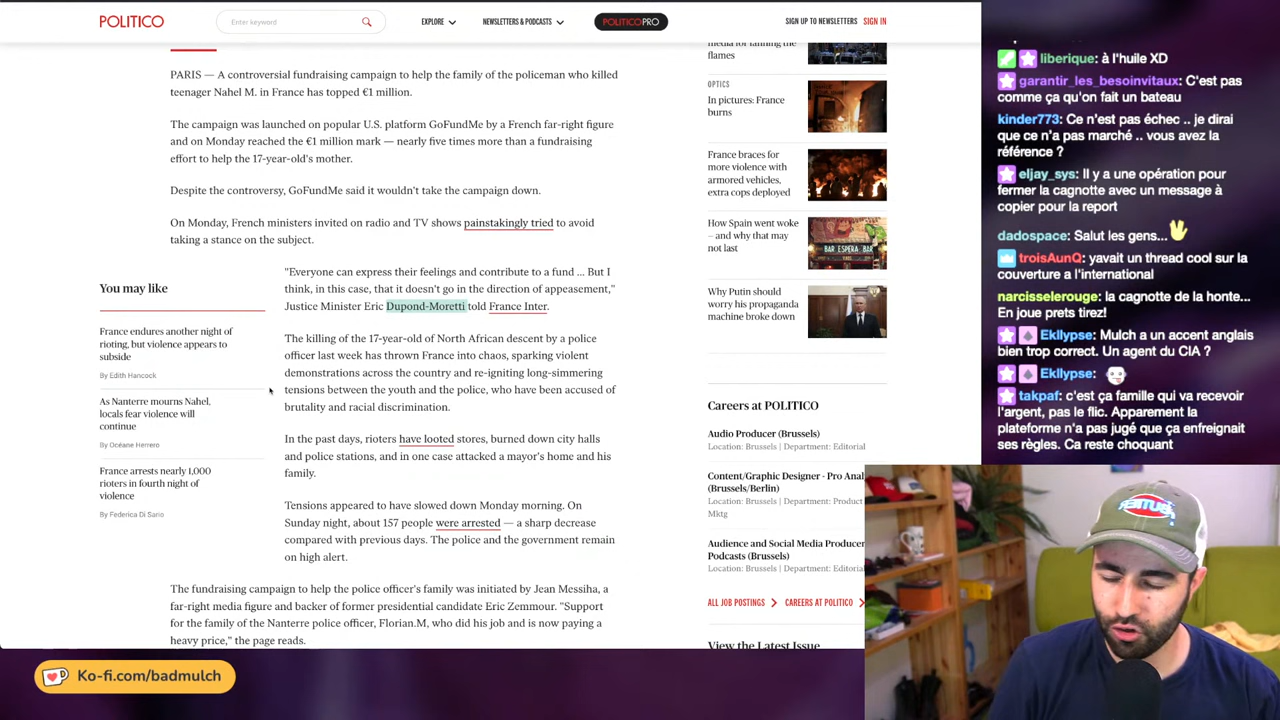 POLITICO
Enter keyword
EXPLORE
NEWSLETTERS & PODCASTS
POLITICOPRO
SIGN UP TO NEWSLETTERS
SIGN IN
PARIS — A controversial fundraising campaign to help the family of the policeman who killed
teenager Nahel M. in France has topped €1 million.
The campaign was launched on popular U.S. platform GoFundMe by a French far-right figure
and on Monday reached the €1 million mark — nearly five times more than a fundraising
effort to help the 17-year-old's mother.
Despite the controversy, GoFundMe said it wouldn't take the campaign down.
On Monday, French ministers invited on radio and TV shows painstakingly tried to avoid
taking a stance on the subject.
"Everyone can express their feelings and contribute to a fund ... But I
think, in this case, that it doesn't go in the direction of appeasement,"
Justice Minister Eric Dupond-Moretti told France Inter.
The killing of the 17-year-old of North African descent by a police
officer last week has thrown France into chaos, sparking violent
demonstrations across the country and re-igniting long-simmering
tensions between the youth and the police, who have been accused of
brutality and racial discrimination.
In the past days, rioters have looted stores, burned down city halls
and police stations, and in one case attacked a mayor's home and his
family.
Tensions appeared to have slowed down Monday morning. On
Sunday night, about 157 people were arrested — a sharp decrease
compared with previous days. The police and the government remain
on high alert.
The fundraising campaign to help the police officer's family was initiated by Jean Messiha, a
far-right media figure and backer of former presidential candidate Eric Zemmour. "Support
for the family of the Nanterre police officer, Florian.M, who did his job and is now paying a
heavy price," the page reads.
You may like
France endures another night of
rioting, but violence appears to
subside
By Edith Hancock
As Nanterre mourns Nahel,
locals fear violence will
continue
By Océane Herrero
France arrests nearly 1,000
rioters in fourth night of
violence
By Federica Di Sario
media for fanning the
flames
OPTICS
In pictures: France
burns
France braces for
more violence with
armored vehicles,
extra cops deployed
How Spain went woke
– and why that may
not last
BAR ESPERA BAR
Why Putin should
worry his propaganda
machine broke down
Careers at POLITICO
Audio Producer (Brussels)
Location: Brussels | Department: Editorial
Content/Graphic Designer - Pro Anal
(Brussels/Berlin)
Location: Brussels | Department: Product
Mktg
Audience and Social Media Producer
Podcasts (Brussels)
Location: Brussels | Department: Editorial
ALL JOB POSTINGS
CAREERS AT POLITICO
View the Latest Issue
liberique: à l'huile XD
garantir_les_besoinvitaux: C'est pas
comme ça qu'on fait un bateau
kinder773: Ce n'est pas échec .. je dirai
que ce n'a pas marché .. vous avez la
référence ?
eljay_sys: Il y a une opération pour
fermer la cagnotte avec un message à
copier pour la report
dadospace: Salut les gens...
troisAunQ: yavait un thread cool sur la
couverture a l'international
narcisselerouge: la cagnotte de la honte...
Ekllipse: Mulch a un accent anglais
bien trop correct. Un agent du CIA ?
Ekllipse:
takpaf: c'est ça famille qui va recevoir
l'argent, pas le flic. Apparement la
platform n'a pas jugé que ça enfreignait
ses règles. Ca reste choquant
Ko-fi.com/badmulch